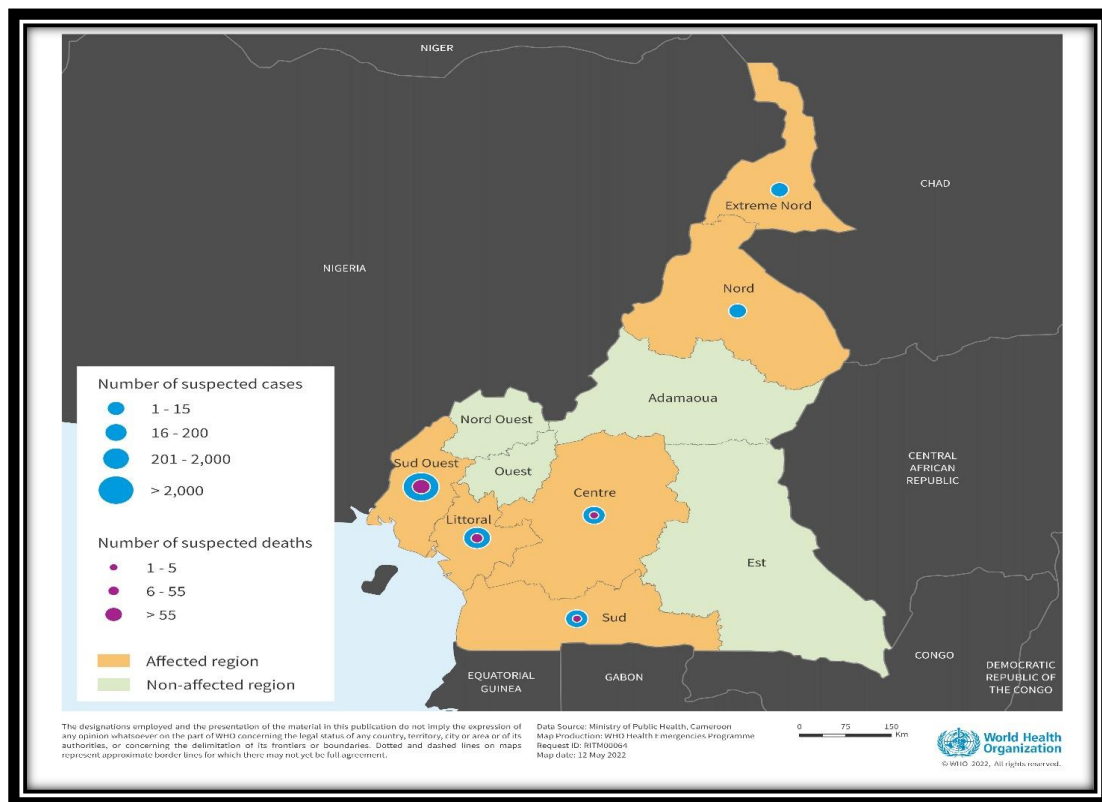 NIGER
CHAD
Extreme Nord
NIGERIA
Nord
Adamaoua
Nord Ouest
Sud Ouest
Ouest
Centre
Littoral
Est
Sud
CENTRAL
AFRICAN
REPUBLIC
EQUATORIAL
GUINEA
GABON
CONGO
DEMOCRATIC
REPUBLIC OF
THE CONGO
Number of suspected cases
1 - 15
16 - 200
201 - 2,000
> 2,000
Number of suspected deaths
1 - 5
6 - 55
> 55
Affected region
Non-affected region
The designations employed and the presentation of the material in this publication do not imply the expression of
any opinion whatsoever on the part of WHO concerning the legal status of any country, territory, city or area or of its
authorities, or concerning the delimitation of its frontiers or boundaries. Dotted and dashed lines on maps
represent approximate border lines for which there may not yet be full agreement.
Data Source: Ministry of Public Health, Cameroon
Map Production: WHO Health Emergencies Programme
Request ID: RITM00064
Map date: 12 May 2022
0 75 150
Km
World Health
Organization
© WHO 2022, All rights reserved.